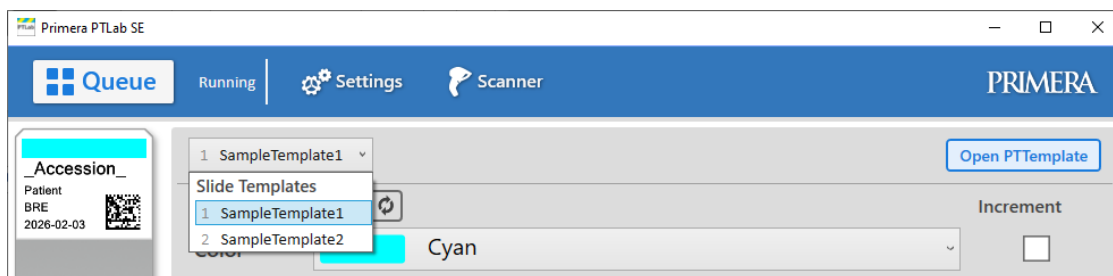 Primera PTLab SE
Queue
Running
Settings
Scanner
PRIMERA
_Accession_
Patient
BRE
2026-02-03
1 SampleTemplate1
Open PTTemplate
Slide Templates
1 SampleTemplate1
2 SampleTemplate2
Increment
Color
Cyan